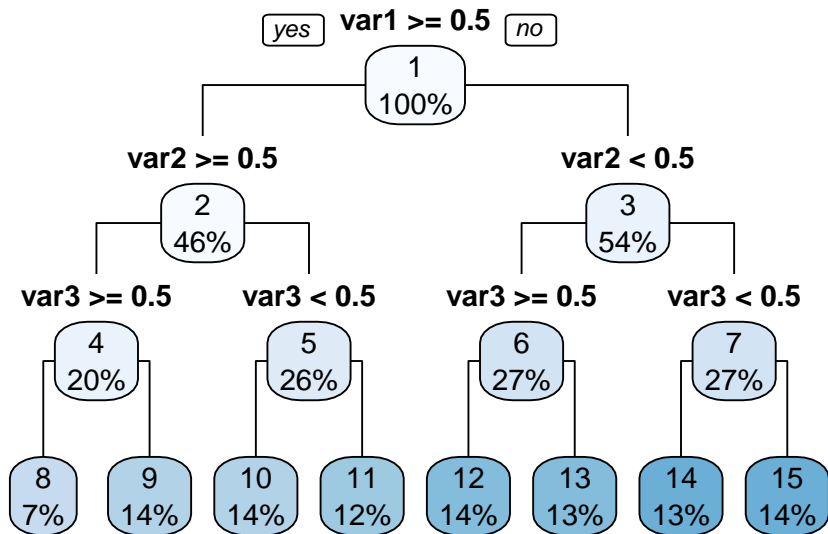 yes var1 >= 0.5 no
1
100%
var2 >= 0.5 var2 < 0.5
2 3
46% 54%
var3 >= 0.5 var3 < 0.5 var3 >= 0.5 var3 < 0.5
4 5 6 7
20% 26% 27% 27%
8 9 10 11 12 13 14 15
7% 14% 14% 12% 14% 13% 13% 14%